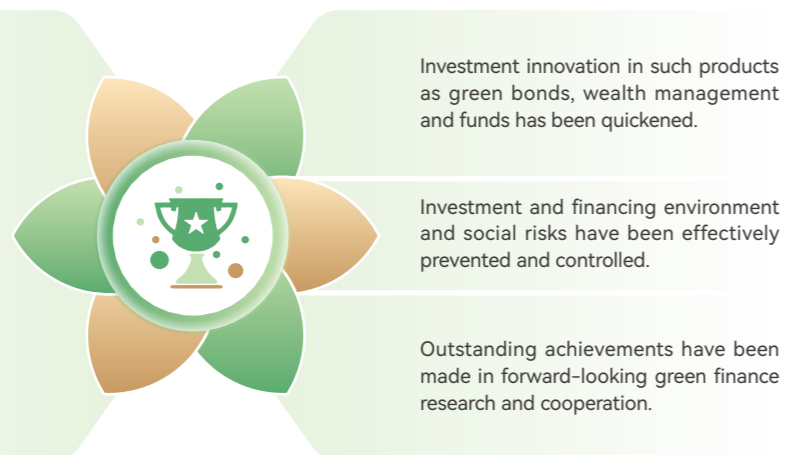 Investment innovation in such products
as green bonds, wealth management
and funds has been quickened.
Investment and financing environment
and social risks have been effectively
prevented and controlled.
Outstanding achievements have been
made in forward-looking green finance
research and cooperation.